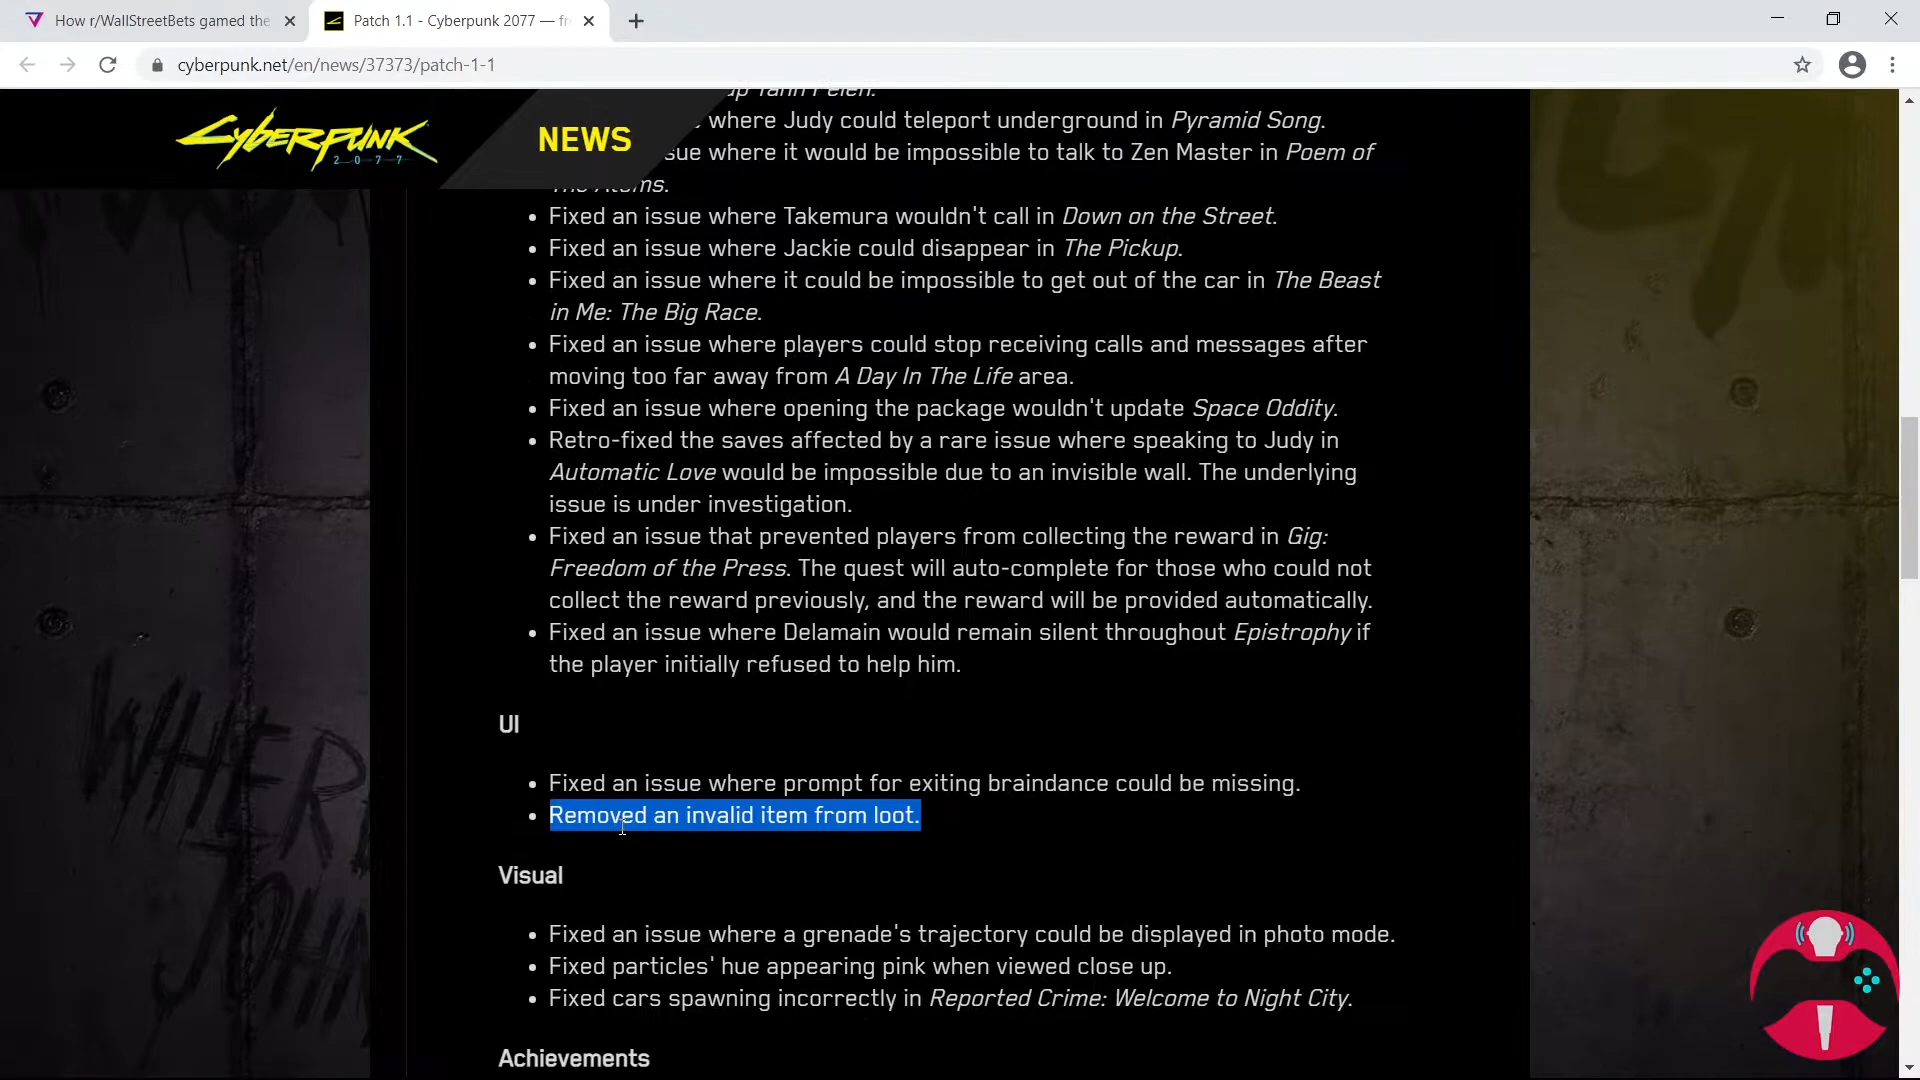 How r/WallStreetBets gamed the
Patch 1.1 - Cyberpunk 2077 — fr
cyberpunk.net/en/news/37373/patch-1-1
Cyberpunk
2077
NEWS
up Yann Pelen.
where Judy could teleport underground in Pyramid Song.
sue where it would be impossible to talk to Zen Master in Poem of
The Atoms.
• Fixed an issue where Takemura wouldn't call in Down on the Street.
• Fixed an issue where Jackie could disappear in The Pickup.
• Fixed an issue where it could be impossible to get out of the car in The Beast
in Me: The Big Race.
• Fixed an issue where players could stop receiving calls and messages after
moving too far away from A Day In The Life area.
• Fixed an issue where opening the package wouldn't update Space Oddity.
• Retro-fixed the saves affected by a rare issue where speaking to Judy in
Automatic Love would be impossible due to an invisible wall. The underlying
issue is under investigation.
• Fixed an issue that prevented players from collecting the reward in Gig:
Freedom of the Press. The quest will auto-complete for those who could not
collect the reward previously, and the reward will be provided automatically.
• Fixed an issue where Delamain would remain silent throughout Epistrophy if
the player initially refused to help him.
UI
• Fixed an issue where prompt for exiting braindance could be missing.
• Removed an invalid item from loot.
Visual
• Fixed an issue where a grenade's trajectory could be displayed in photo mode.
• Fixed particles' hue appearing pink when viewed close up.
• Fixed cars spawning incorrectly in Reported Crime: Welcome to Night City.
Achievements